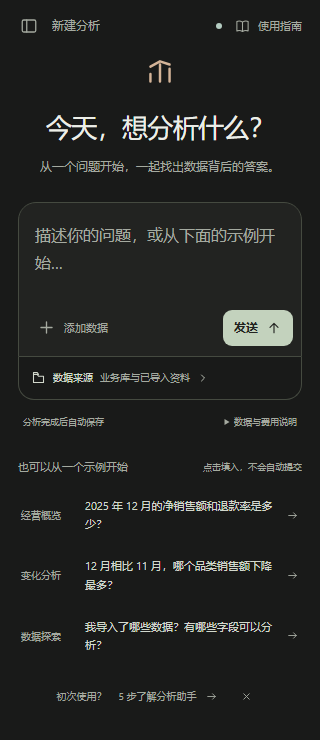 新建分析
使用指南
今天，想分析什么？
从一个问题开始，一起找出数据背后的答案。
描述你的问题，或从下面的示例开
始...
添加数据
发送
数据来源 业务库与已导入资料
分析完成后自动保存
数据与费用说明
也可以从一个示例开始
点击填入，不会自动提交
经营概览
2025 年 12 月的净销售额和退款率是多
少？
变化分析
12 月相比 11 月，哪个品类销售额下降
最多？
数据探索
我导入了哪些数据？有哪些字段可以分
析？
初次使用？ 5 步了解分析助手